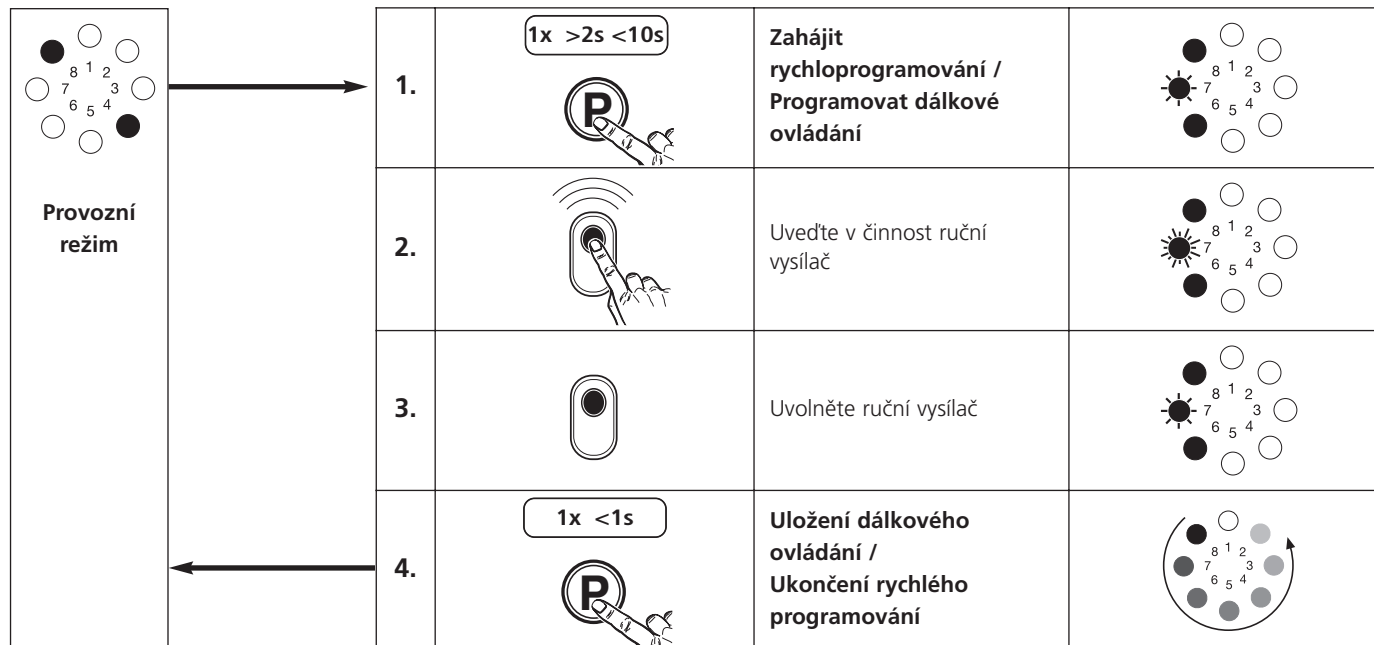 8 1 2
7 3
6 5 4
Provozní
režim
1.
1x >2s <10s
P
Zahájit
rychloprogramování /
Programovat dálkové
ovládání
8 1 2
7 3
6 5 4
2.
Uveďte v činnost ruční
vysílač
8 1 2
7 3
6 5 4
3.
Uvolněte ruční vysílač
8 1 2
7 3
6 5 4
4.
1x <1s
P
Uložení dálkového
ovládání /
Ukončení rychlého
programování
8 1 2
7 3
6 5 4